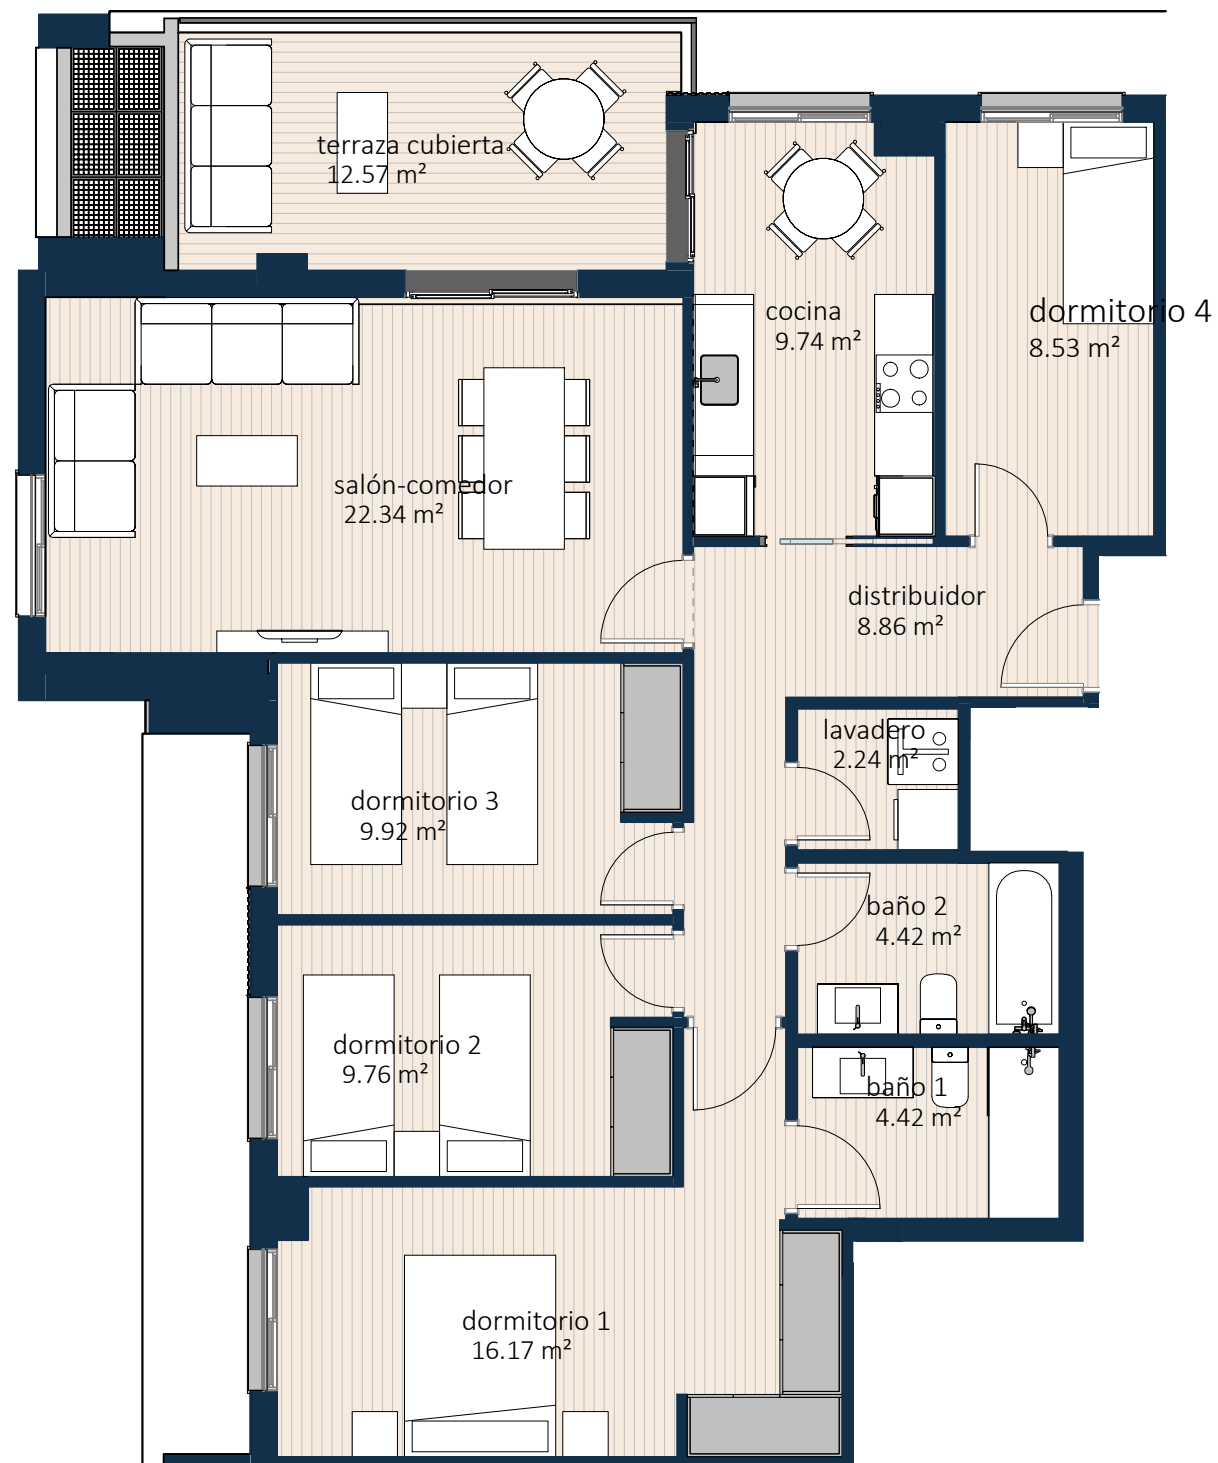 terraza cubierta
12.57 m²
cocina
9.74 m²
dormitorio 4
8.53 m²
salón-comedor
22.34 m²
distribuidor
8.86 m²
lavadero
2.24 m²
dormitorio 3
9.92 m²
baño 2
4.42 m²
dormitorio 2
9.76 m²
baño 1
4.42 m²
dormitorio 1
16.17 m²